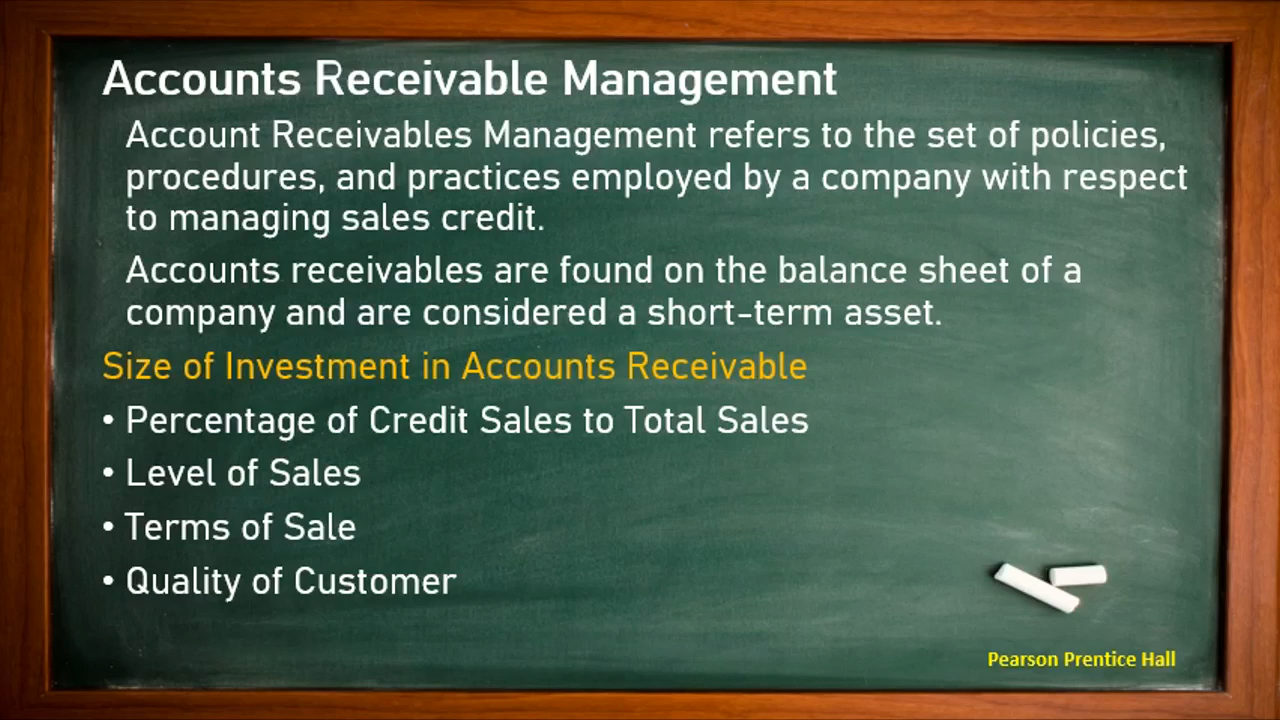 Accounts Receivable Management
Account Receivables Management refers to the set of policies,
procedures, and practices employed by a company with respect
to managing sales credit.
Accounts receivables are found on the balance sheet of a
company and are considered a short-term asset.
Size of Investment in Accounts Receivable
• Percentage of Credit Sales to Total Sales
• Level of Sales
• Terms of Sale
• Quality of Customer
Pearson Prentice Hall